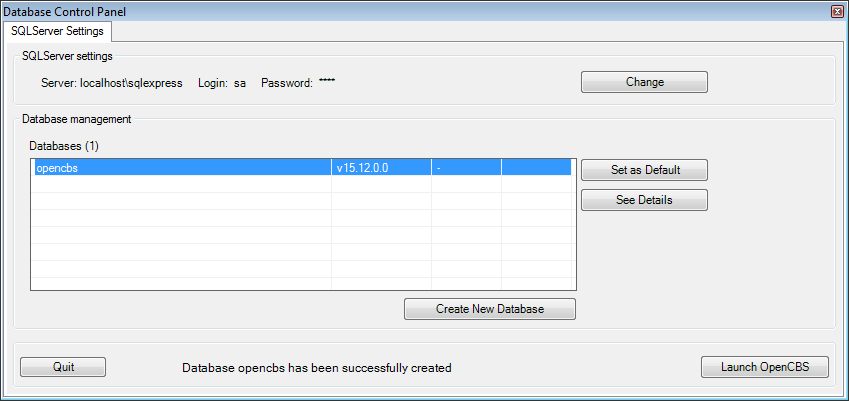 Database Control Panel
SQLServer Settings
SQLServer settings
Server: localhost\sqlexpress Login: sa Password: **** Change
Database management
Databases (1)
opencbs v15.12.0.0 -
Set as Default
See Details
Create New Database
Quit Database opencbs has been successfully created Launch OpenCBS